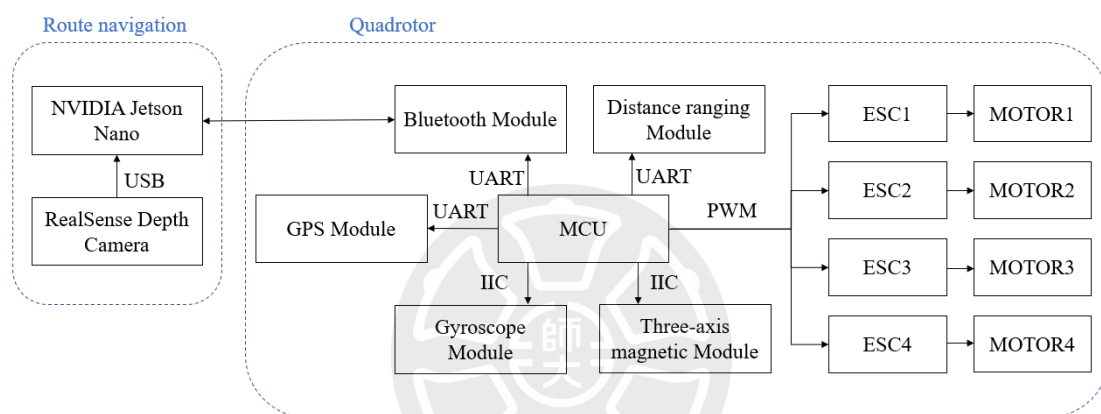 Route navigation
Quadrotor
NVIDIA Jetson
Nano
Bluetooth Module
Distance ranging
Module
ESC1
MOTOR1
USB
UART
UART
ESC2
MOTOR2
RealSense Depth
Camera
GPS Module
UART
MCU
PWM
IIC
IIC
ESC3
MOTOR3
Gyroscope
Module
Three-axis
magnetic Module
ESC4
MOTOR4
師大